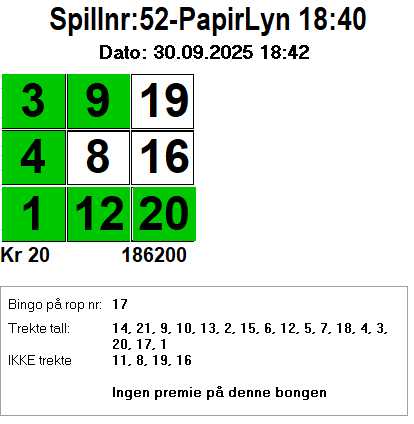 Spillnr:52-PapirLyn 18:40
Dato: 30.09.2025 18:42
3 9 19
4 8 16
1 12 20
Kr 20 186200
Bingo på rop nr: 17
Trekte tall: 14, 21, 9, 10, 13, 2, 15, 6, 12, 5, 7, 18, 4, 3,
20, 17, 1
IKKE trekte 11, 8, 19, 16
Ingen premie på denne bongen